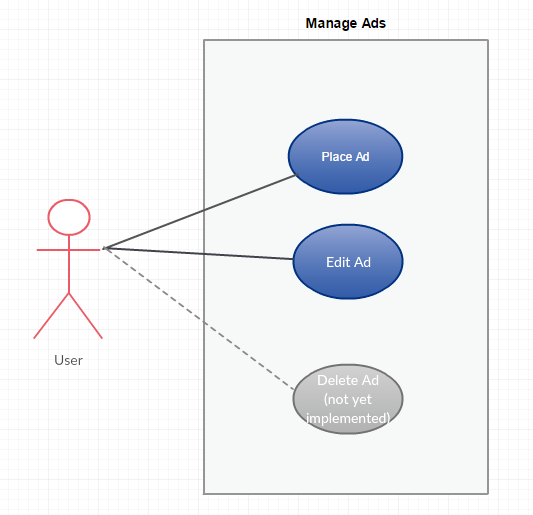 Manage Ads
Place Ad
Edit Ad
User
Delete Ad
(not yet
implemented)